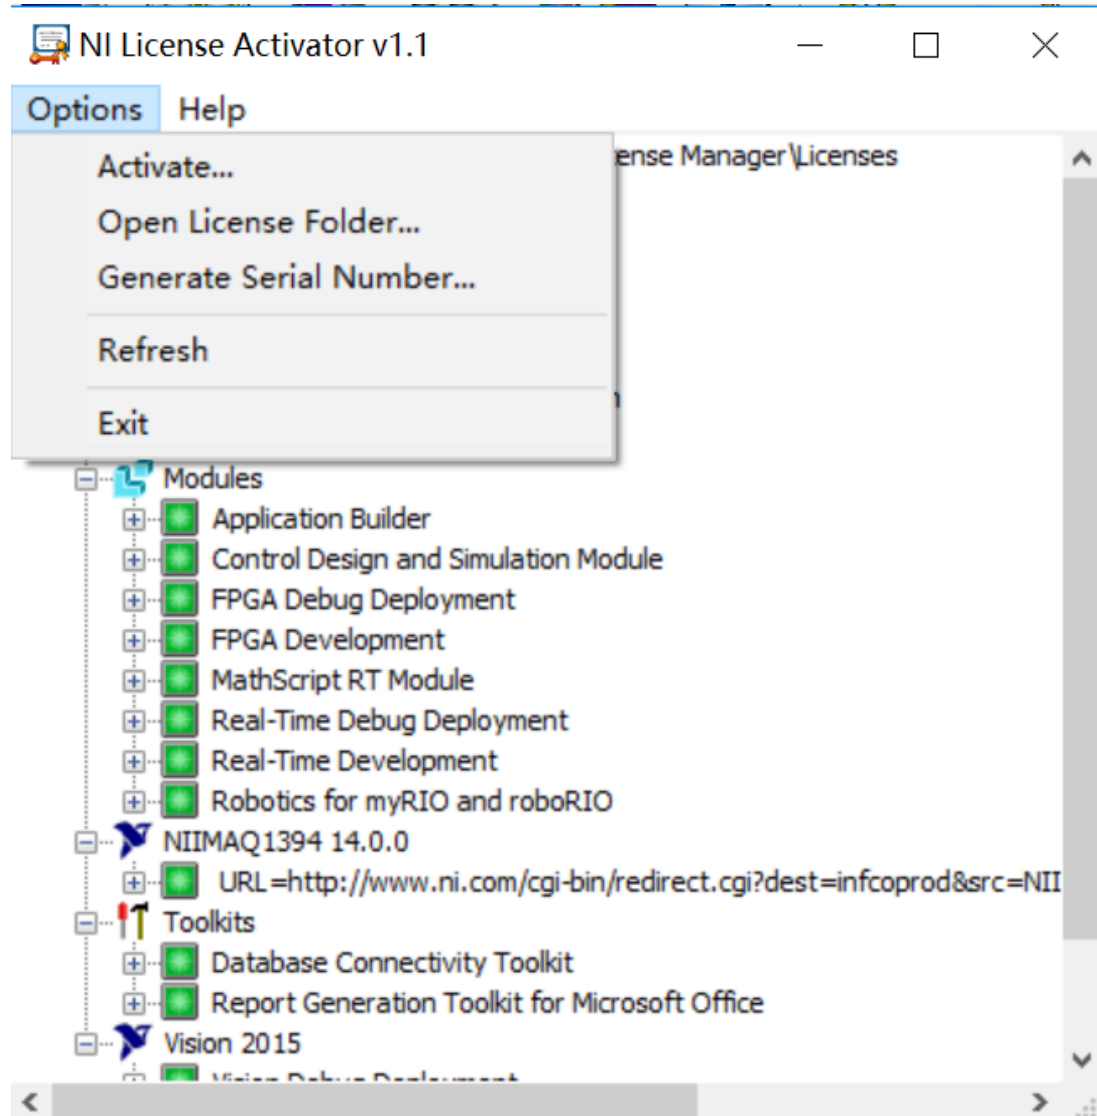 NI License Activator v1.1
Options Help
ense Manager\Licenses
Activate...
Open License Folder...
Generate Serial Number...
Refresh
Exit
Modules
Application Builder
Control Design and Simulation Module
FPGA Debug Deployment
FPGA Development
MathScript RT Module
Real-Time Debug Deployment
Real-Time Development
Robotics for myRIO and roboRIO
NIIMAQ1394 14.0.0
URL=http://www.ni.com/cgi-bin/redirect.cgi?dest=infcoprod&src=NII
Toolkits
Database Connectivity Toolkit
Report Generation Toolkit for Microsoft Office
Vision 2015
Vision Debug Deployment